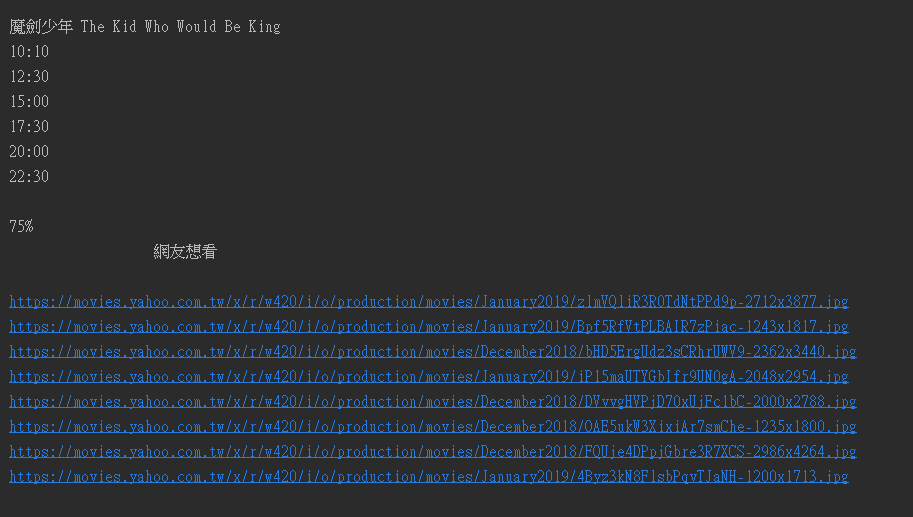 魔劍少年 The Kid Who Would Be King
10:10
12:30
15:00
17:30
20:00
22:30
75%
網友想看
https://movies.yahoo.com.tw/x/r/w420/i/o/production/movies/January2019/zlmVQljR3R0TdNtPPd9p-2712x3877.jpg
https://movies.yahoo.com.tw/x/r/w420/i/o/production/movies/January2019/Bpf5RfVtPLBAIR7zPiac-1243x1817.jpg
https://movies.yahoo.com.tw/x/r/w420/i/o/production/movies/December2018/bHD5ErgUdz3sCRhrUWV9-2362x3440.jpg
https://movies.yahoo.com.tw/x/r/w420/i/o/production/movies/January2019/iP15maUTYGbIfr9UN0gA-2048x2954.jpg
https://movies.yahoo.com.tw/x/r/w420/i/o/production/movies/December2018/DVvvgHVPjD70xUjFc1bC-2000x2788.jpg
https://movies.yahoo.com.tw/x/r/w420/i/o/production/movies/December2018/OAE5ukW3XixiAr7smChe-1235x1800.jpg
https://movies.yahoo.com.tw/x/r/w420/i/o/production/movies/December2018/FQUje4DPpjGbre3R7XCS-2986x4264.jpg
https://movies.yahoo.com.tw/x/r/w420/i/o/production/movies/January2019/4Byz3kN8FlsbPqvTJaNH-1200x1713.jpg